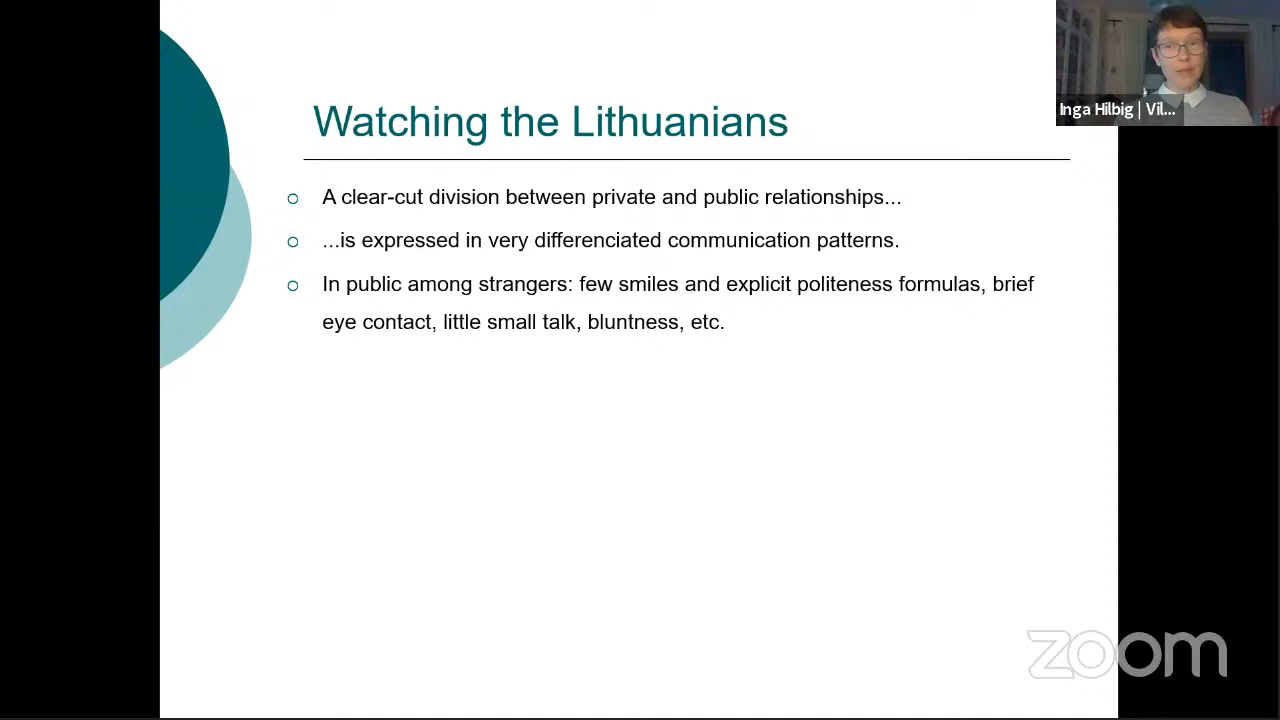 Inga Hilbig | Vil...
Watching the Lithuanians
A clear-cut division between private and public relationships...
...is expressed in very differenciated communication patterns.
In public among strangers: few smiles and explicit politeness formulas, brief
eye contact, little small talk, bluntness, etc.
zoom